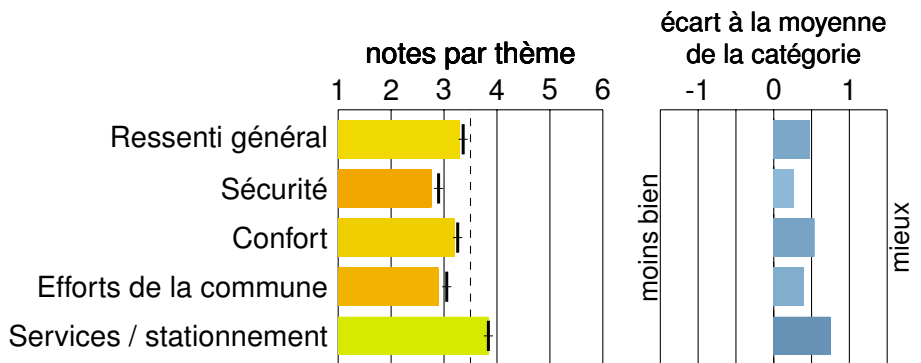 notes par thème
1 2 3 4 5 6
écart à la moyenne
de la catégorie
-1 0 1
Ressenti général
Sécurité
Confort
Efforts de la commune
Services / stationnement
moins bien
mieux